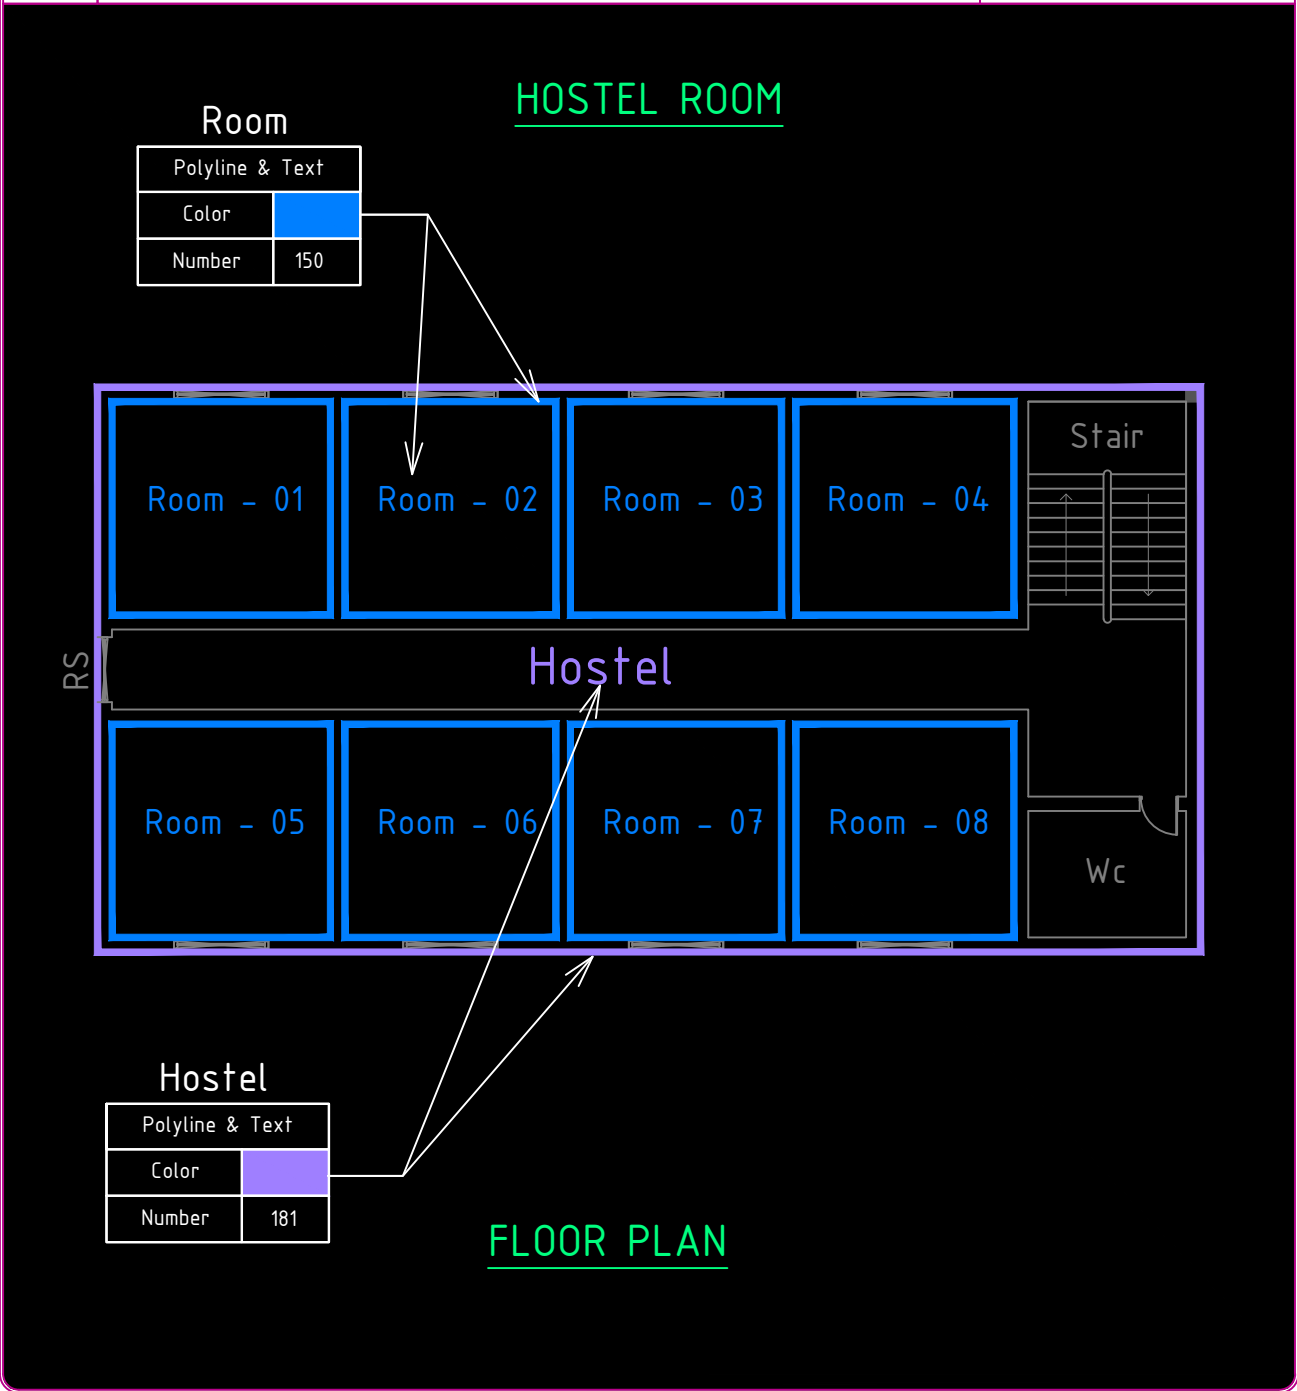 HOSTEL ROOM
Room
Polyline & Text
Color
Number 150
Room - 01 Room - 02 Room - 03 Room - 04
Stair
RS
Hostel
Room - 05 Room - 06 Room - 07 Room - 08
Wc
Hostel
Polyline & Text
Color
Number 181
FLOOR PLAN